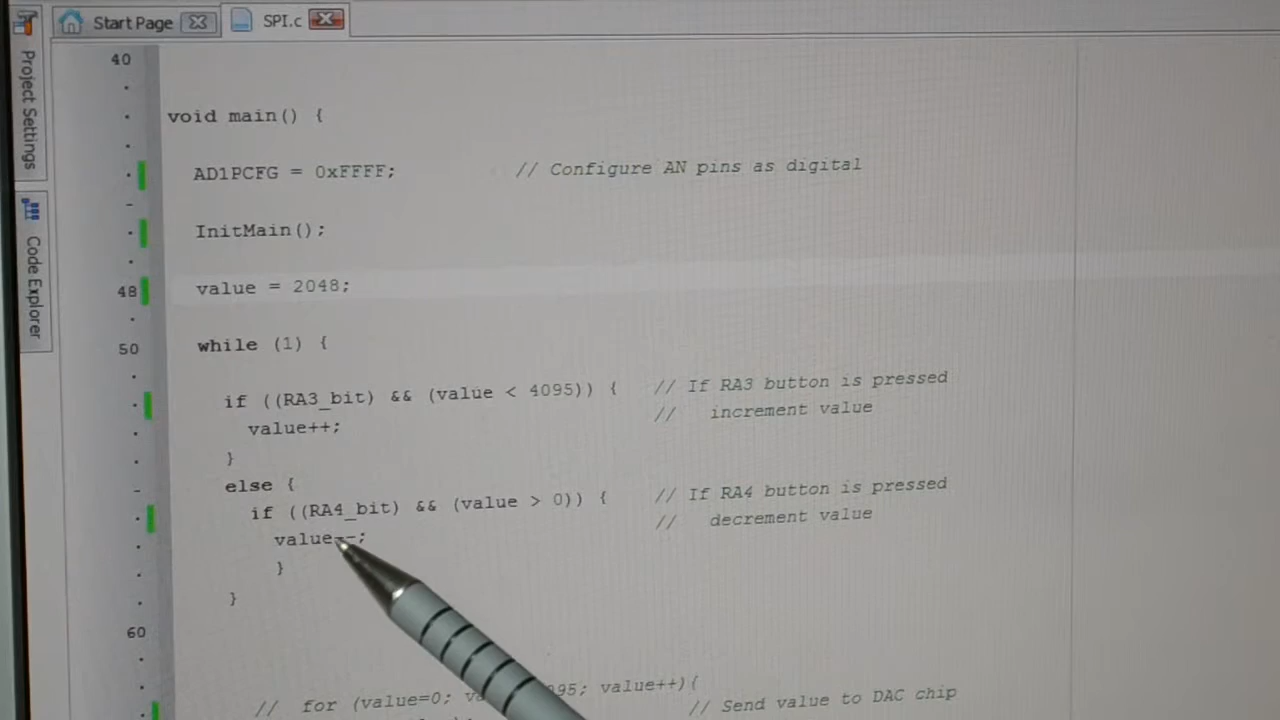 Start Page
SPI.c
Project Settings
Code Explorer
40
void main() {
AD1PCFG = 0xFFFF; // Configure AN pins as digital
InitMain();
48 value = 2048;
50 while (1) {
if ((RA3_bit) && (value < 4095)) { // If RA3 button is pressed
value++; // increment value
}
else {
if ((RA4_bit) && (value > 0)) { // If RA4 button is pressed
value--; // decrement value
}
}
60
// for (value=0; 95; value++){ // Send value to DAC chip